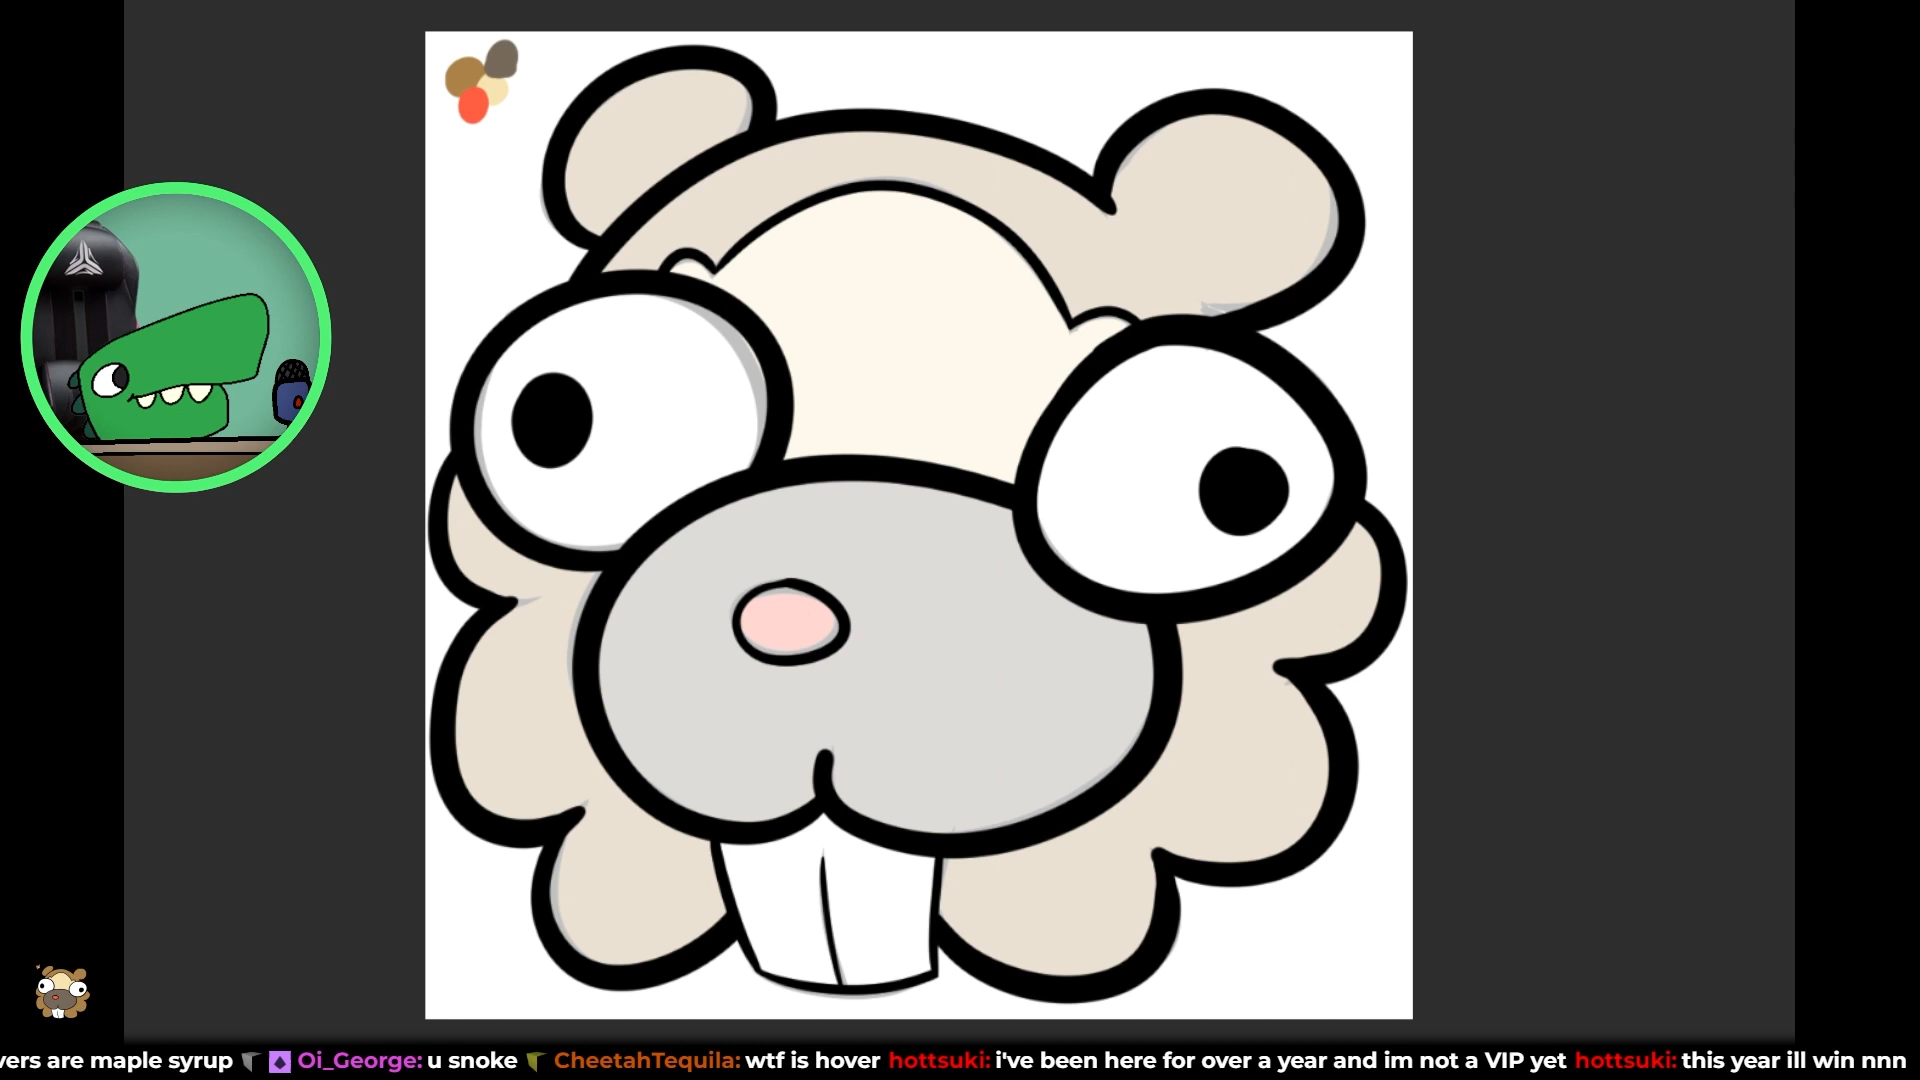 vers are maple syrup Oi_George: u snoke CheetahTequila: wtf is hover hottsuki: i've been here for over a year and im not a VIP yet hottsuki: this year ill win nnn